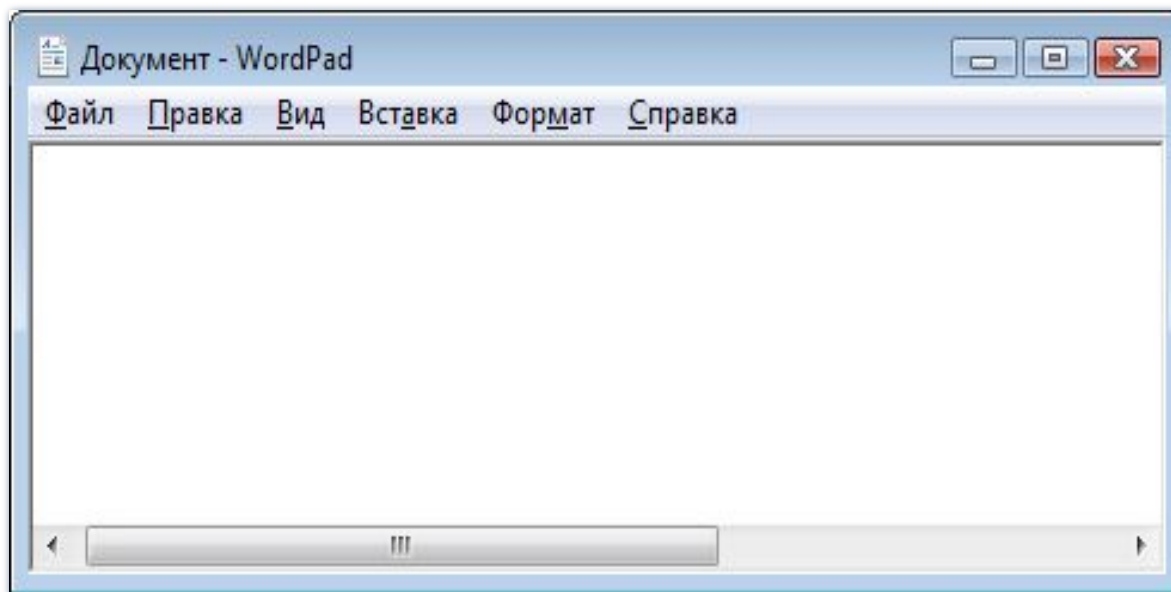 Документ - WordPad
Файл Правка Вид Вставка Формат Справка